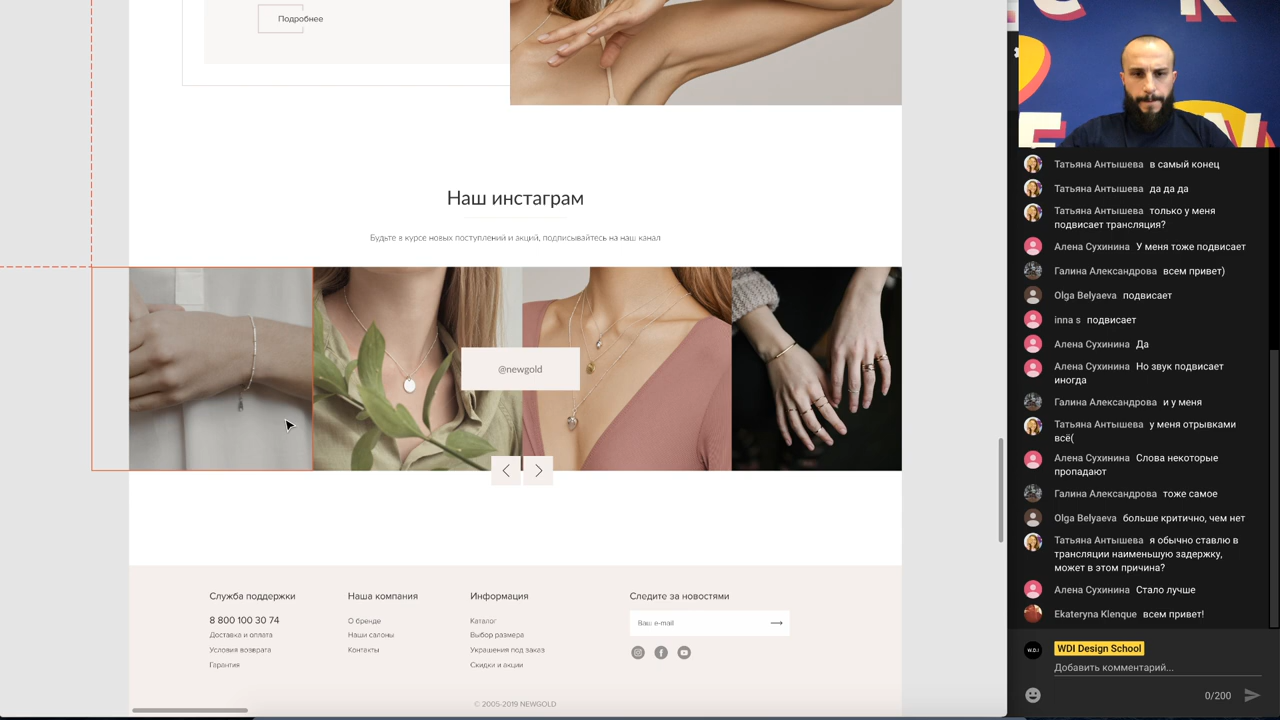 Подробнее
Наш инстаграм
Будьте в курсе новых поступлений и акций, подписывайтесь на наш канал
@newgold
Служба поддержки
8 800 100 30 74
Доставка и оплата
Условия возврата
Гарантия
Наша компания
О бренде
Наши салоны
Контакты
Информация
Каталог
Выбор размера
Украшения под заказ
Скидки и акции
Следите за новостями
Ваш e-mail
© 2005-2019 NEWGOLD
Татьяна Антышева в самый конец
Татьяна Антышева да да да
Татьяна Антышева только у меня
подвисает трансляция?
Алена Сухинина У меня тоже подвисает
Галина Александрова всем привет)
Olga Belyaeva подвисает
inna s подвисает
Алена Сухинина Да
Алена Сухинина Но звук подвисает
иногда
Галина Александрова и у меня
Татьяна Антышева у меня отрывками
всё(
Алена Сухинина Слова некоторые
пропадают
Галина Александрова тоже самое
Olga Belyaeva больше критично, чем нет
Татьяна Антышева я обычно ставлю в
трансляции наименьшую задержку,
может в этом причина?
Алена Сухинина Стало лучше
Ekateryna Klenque всем привет!
W.D.I
WDI Design School
Добавить комментарий...
0/200